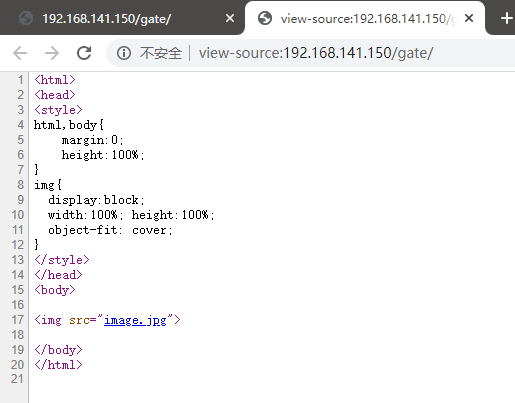 192.168.141.150/gate/
view-source:192.168.141.150/g
不安全 | view-source:192.168.141.150/gate/
1 <html>
2 <head>
3 <style>
4 html,body{
5     margin:0;
6     height:100%;
7 }
8 img{
9   display:block;
10   width:100%; height:100%;
11   object-fit: cover;
12 }
13 </style>
14 </head>
15 <body>
16
17 <img src="image.jpg">
18
19 </body>
20 </html>
21